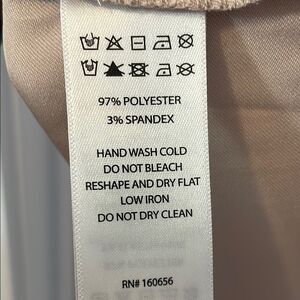 97% POLYESTER
3% SPANDEX
HAND WASH COLD
DO NOT BLEACH
RESHAPE AND DRY FLAT
LOW IRON
DO NOT DRY CLEAN
RN# 160656